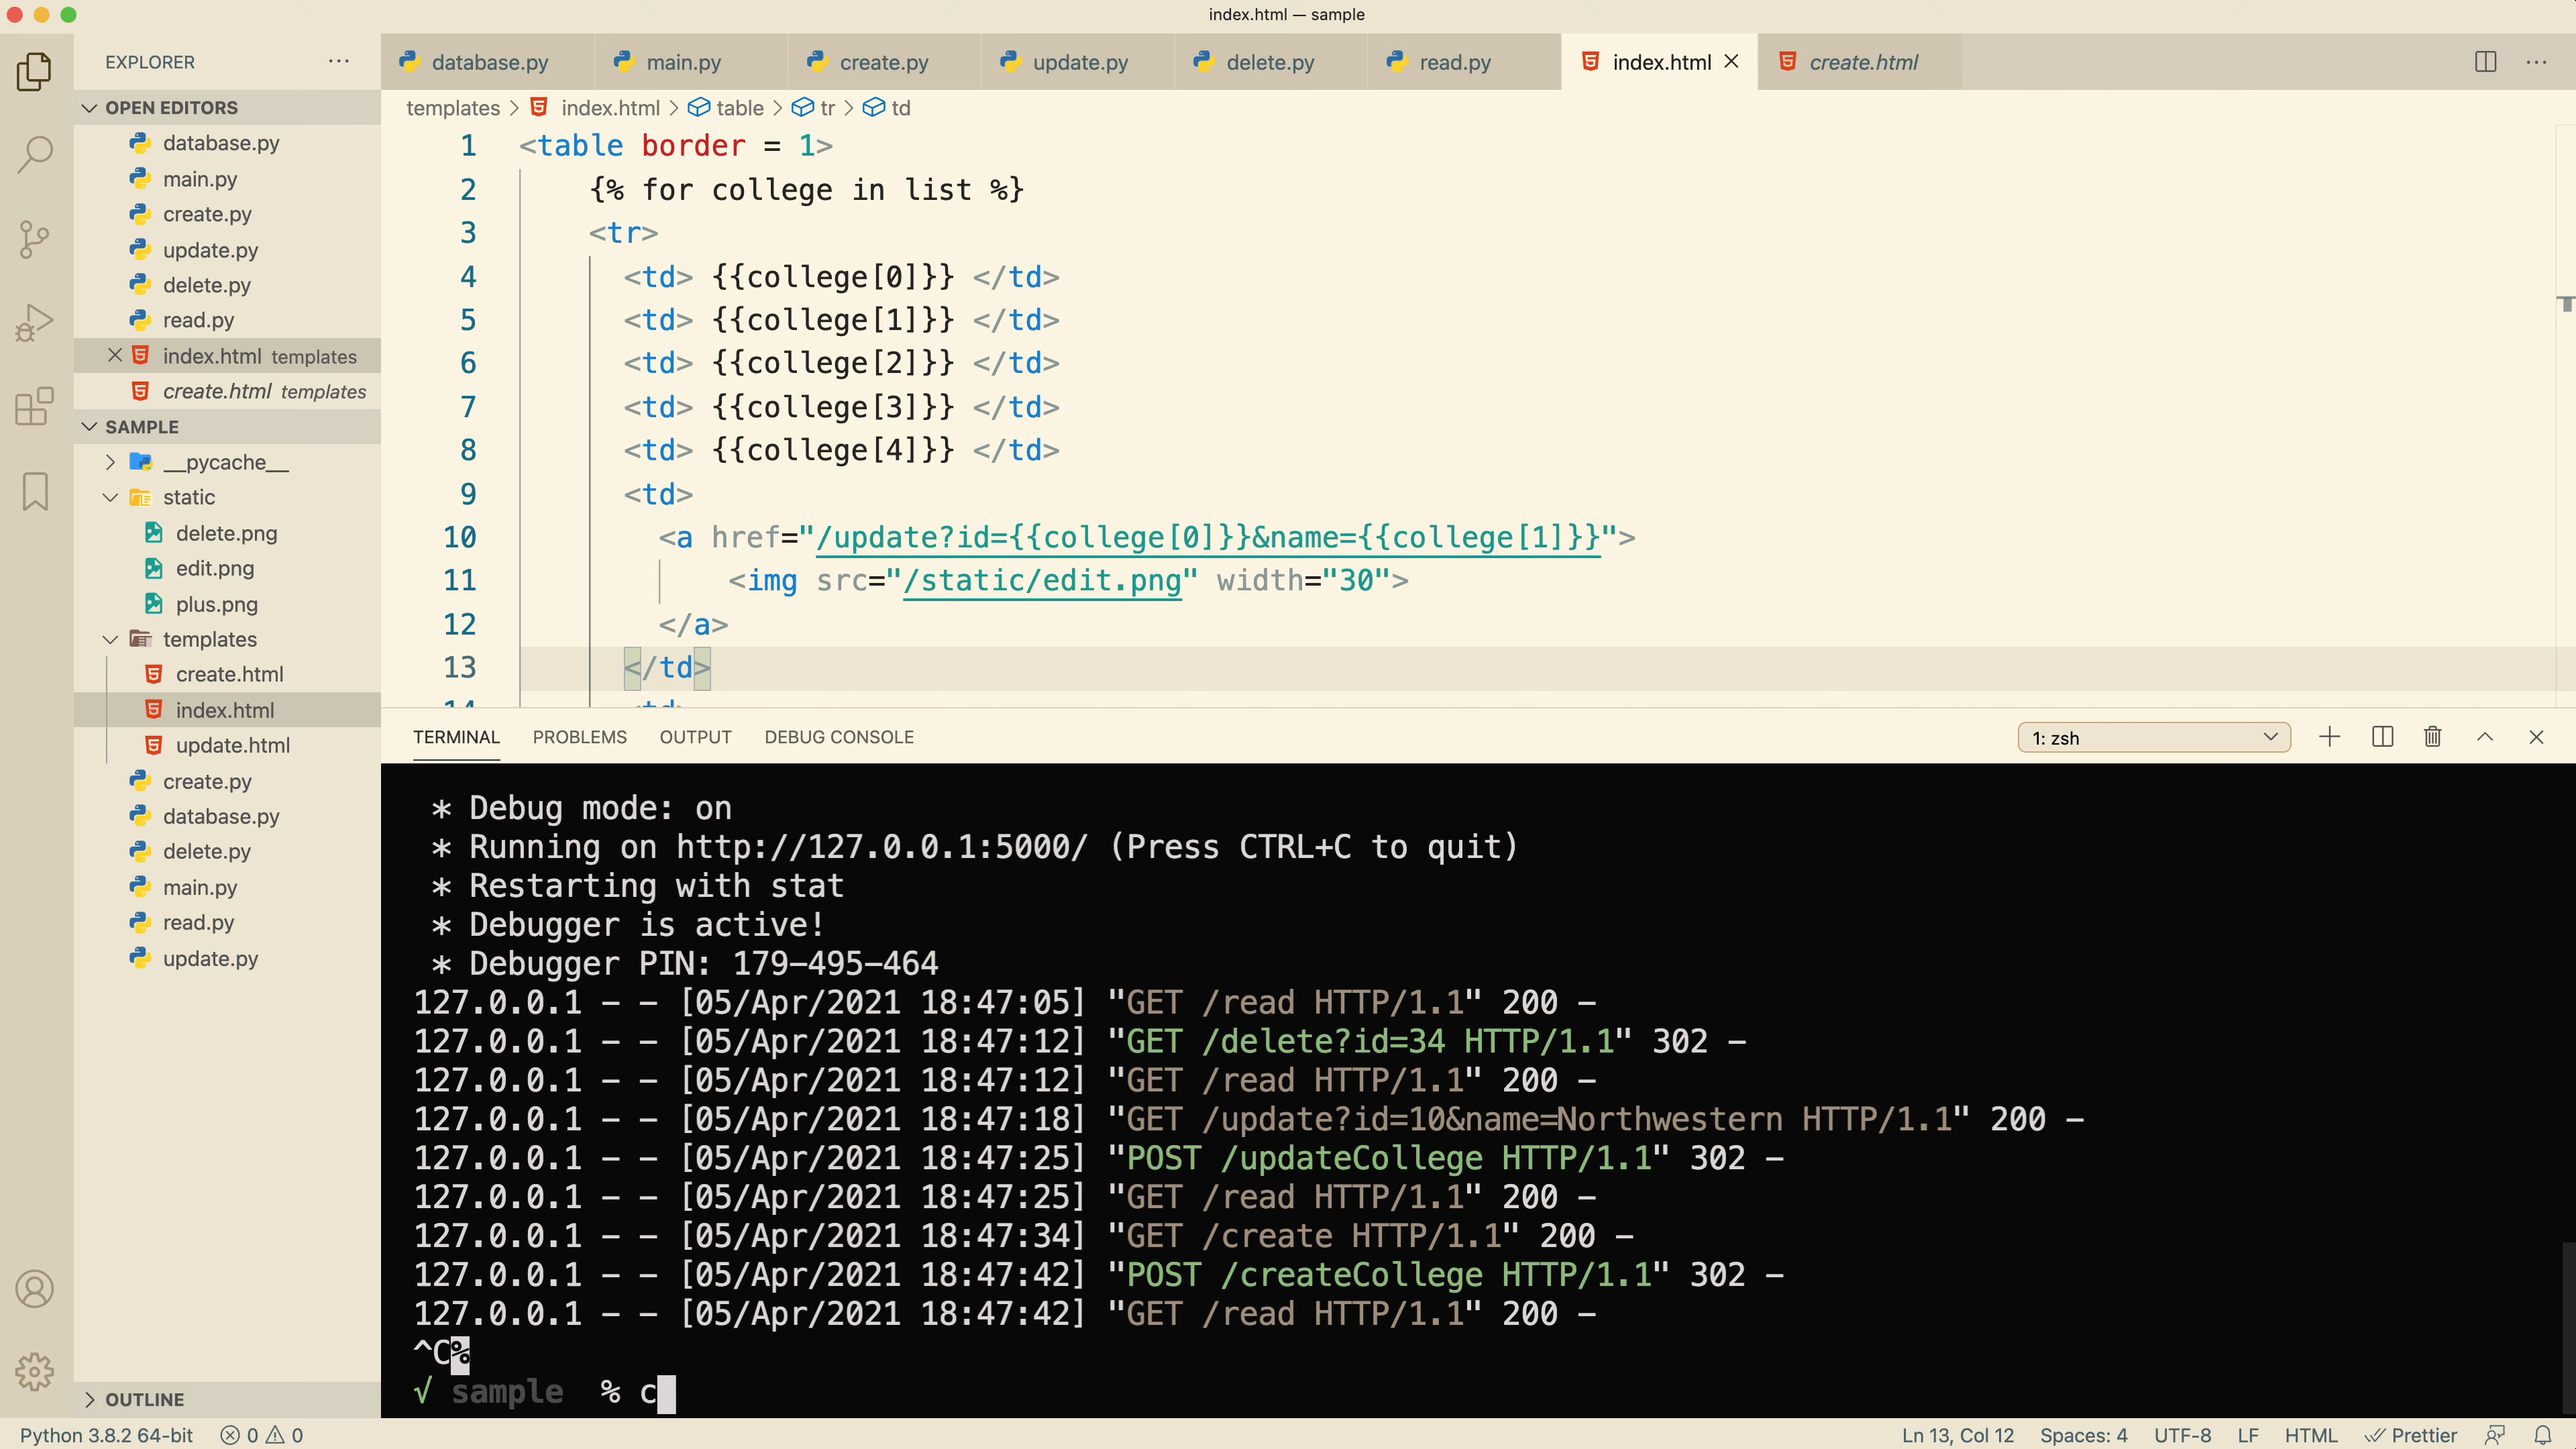 index.html — sample
EXPLORER
database.py
main.py
create.py
update.py
delete.py
read.py
index.html
create.html
OPEN EDITORS
database.py
main.py
create.py
update.py
delete.py
read.py
index.html templates
create.html templates
SAMPLE
__pycache__
static
delete.png
edit.png
plus.png
templates
create.html
index.html
update.html
create.py
database.py
delete.py
main.py
read.py
update.py
OUTLINE
templates > index.html > table > tr > td
1 <table border = 1>
2 {% for college in list %}
3 <tr>
4 <td> {{college[0]}} </td>
5 <td> {{college[1]}} </td>
6 <td> {{college[2]}} </td>
7 <td> {{college[3]}} </td>
8 <td> {{college[4]}} </td>
9 <td>
10 <a href="/update?id={{college[0]}}&name={{college[1]}}">
11 <img src="/static/edit.png" width="30">
12 </a>
13 </td>
TERMINAL PROBLEMS OUTPUT DEBUG CONSOLE
1: zsh
* Debug mode: on
* Running on http://127.0.0.1:5000/ (Press CTRL+C to quit)
* Restarting with stat
* Debugger is active!
* Debugger PIN: 179-495-464
127.0.0.1 - - [05/Apr/2021 18:47:05] "GET /read HTTP/1.1" 200 -
127.0.0.1 - - [05/Apr/2021 18:47:12] "GET /delete?id=34 HTTP/1.1" 302 -
127.0.0.1 - - [05/Apr/2021 18:47:12] "GET /read HTTP/1.1" 200 -
127.0.0.1 - - [05/Apr/2021 18:47:18] "GET /update?id=10&name=Northwestern HTTP/1.1" 200 -
127.0.0.1 - - [05/Apr/2021 18:47:25] "POST /updateCollege HTTP/1.1" 302 -
127.0.0.1 - - [05/Apr/2021 18:47:25] "GET /read HTTP/1.1" 200 -
127.0.0.1 - - [05/Apr/2021 18:47:34] "GET /create HTTP/1.1" 200 -
127.0.0.1 - - [05/Apr/2021 18:47:42] "POST /createCollege HTTP/1.1" 302 -
127.0.0.1 - - [05/Apr/2021 18:47:42] "GET /read HTTP/1.1" 200 -
^C%
√ sample % c
Python 3.8.2 64-bit 0 0 Ln 13, Col 12 Spaces: 4 UTF-8 LF HTML Prettier